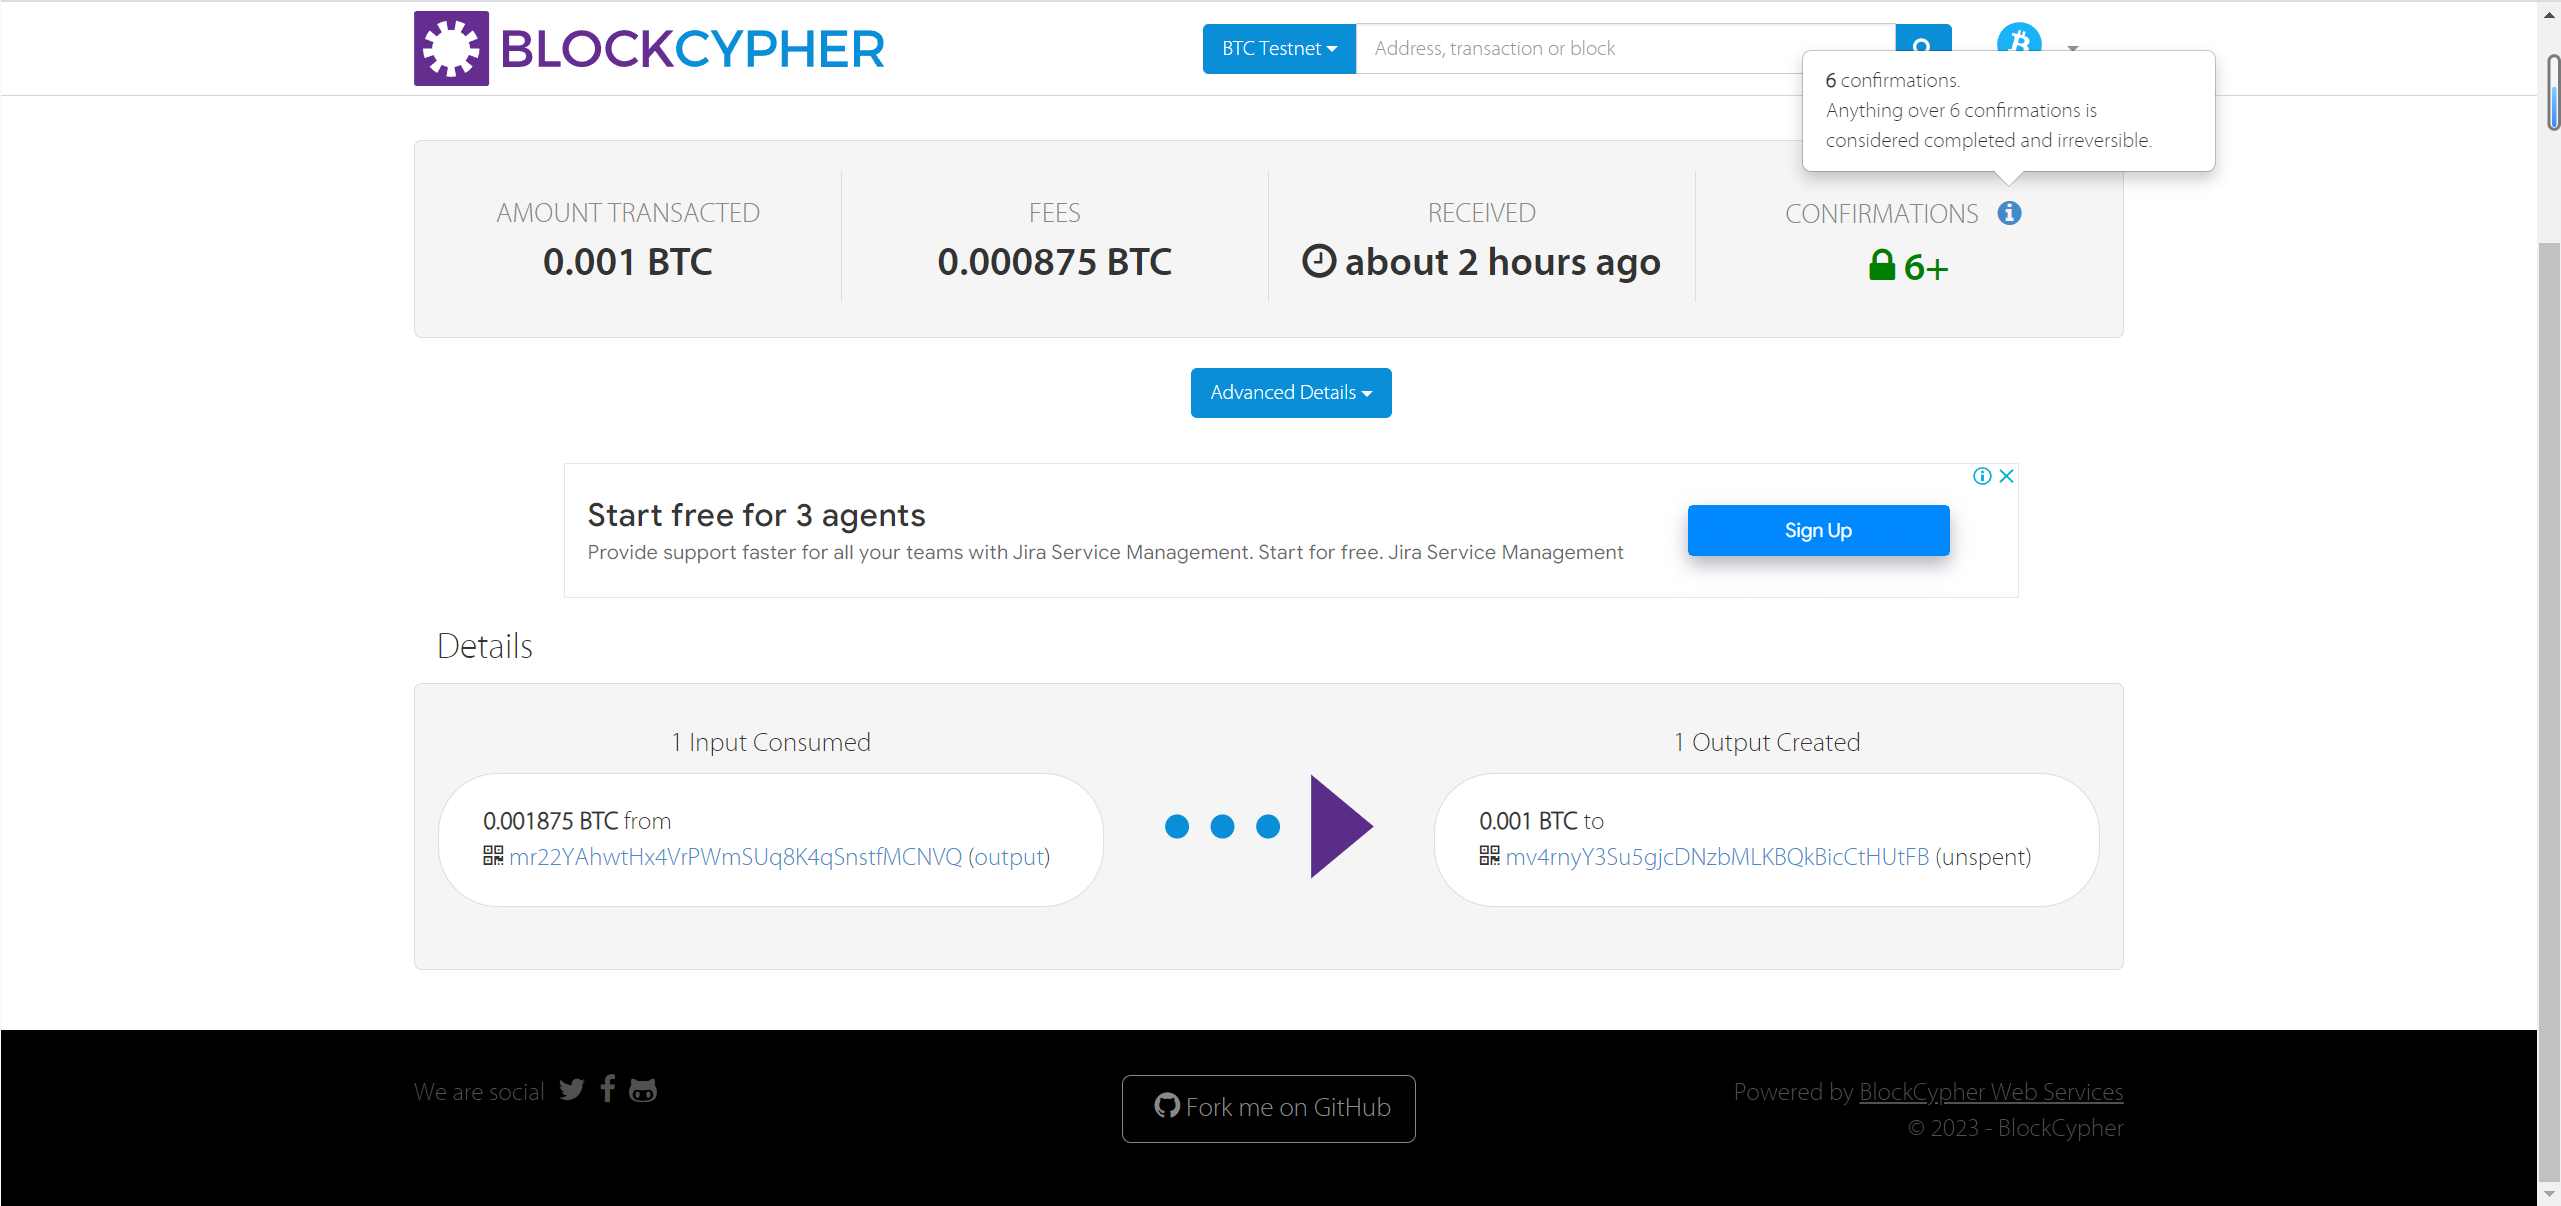 BLOCKCYPHER
BTC Testnet
Address, transaction or block
6 confirmations.
Anything over 6 confirmations is
considered completed and irreversible.
AMOUNT TRANSACTED
0.001 BTC
FEES
0.000875 BTC
RECEIVED
about 2 hours ago
CONFIRMATIONS
6+
Advanced Details
Start free for 3 agents
Provide support faster for all your teams with Jira Service Management. Start for free. Jira Service Management
Sign Up
Details
1 Input Consumed
0.001875 BTC from
mr22YAhwtHx4VrPWmSUq8K4qSnstfMCNVQ (output)
1 Output Created
0.001 BTC to
mv4rnyY3Su5gjcDNzbMLKBQkBicCtHUtFB (unspent)
We are social
Fork me on GitHub
Powered by BlockCypher Web Services
© 2023 - BlockCypher